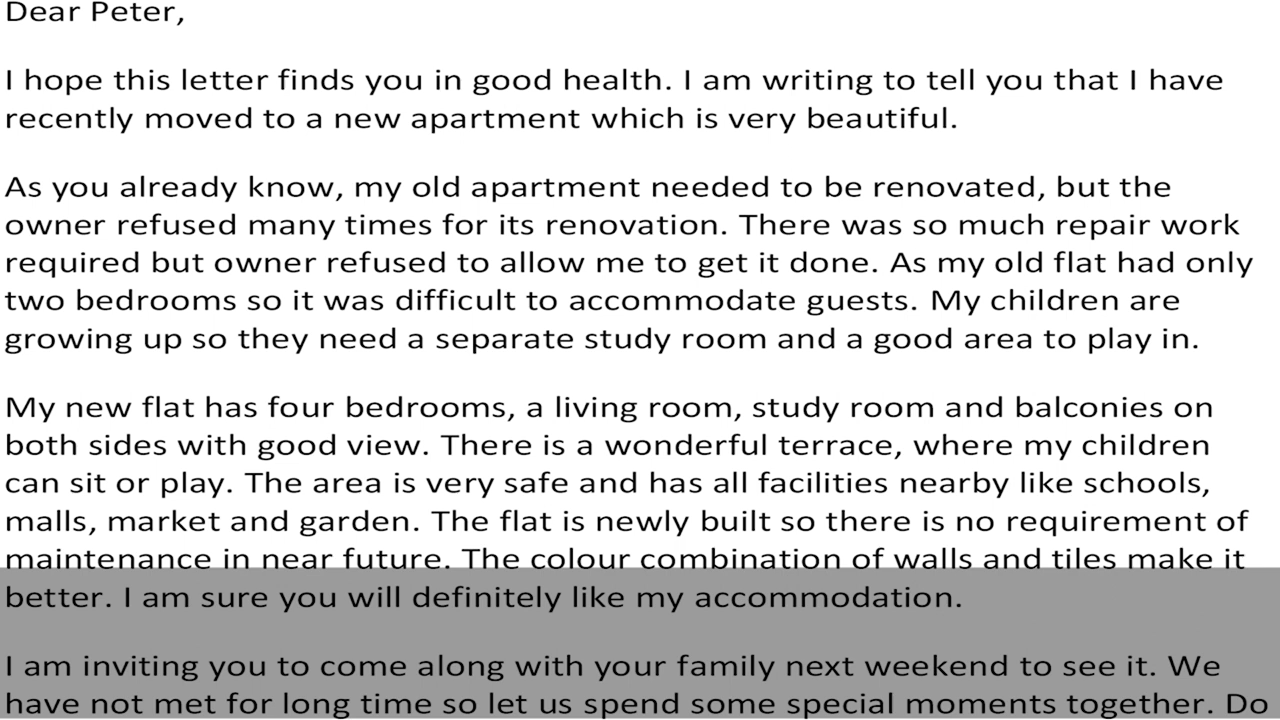 Dear Peter,
I hope this letter finds you in good health. I am writing to tell you that I have
recently moved to a new apartment which is very beautiful.
As you already know, my old apartment needed to be renovated, but the
owner refused many times for its renovation. There was so much repair work
required but owner refused to allow me to get it done. As my old flat had only
two bedrooms so it was difficult to accommodate guests. My children are
growing up so they need a separate study room and a good area to play in.
My new flat has four bedrooms, a living room, study room and balconies on
both sides with good view. There is a wonderful terrace, where my children
can sit or play. The area is very safe and has all facilities nearby like schools,
malls, market and garden. The flat is newly built so there is no requirement of
maintenance in near future. The colour combination of walls and tiles make it
better. I am sure you will definitely like my accommodation.
I am inviting you to come along with your family next weekend to see it. We
have not met for long time so let us spend some special moments together. Do